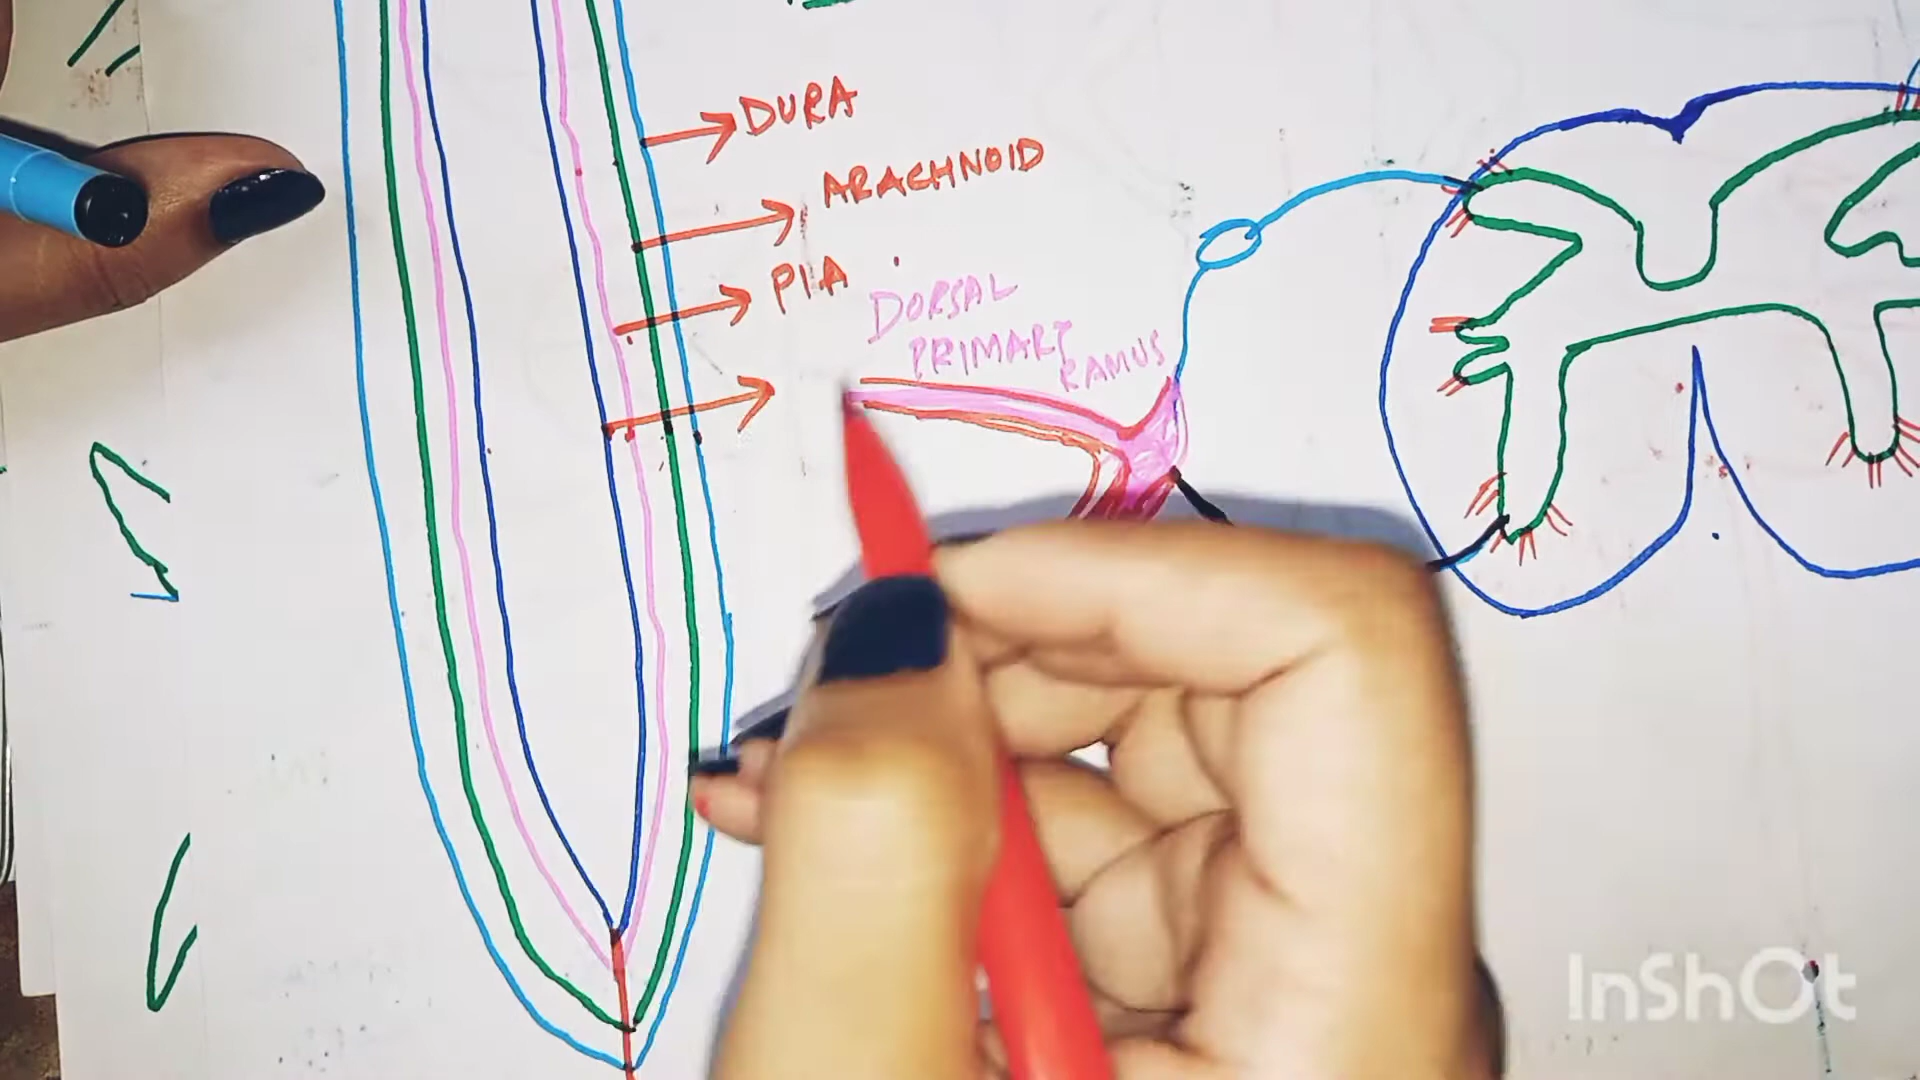 DURA
ARACHNOID
PIA
DORSAL
PRIMARY
RAMUS
InShOt